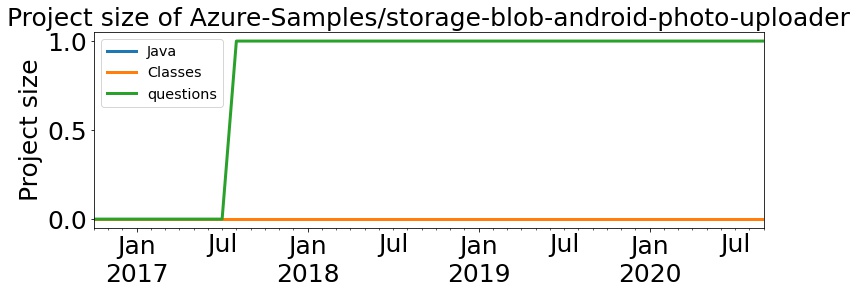 Project size of Azure-Samples/storage-blob-android-photo-uploader
Project size
1.0
0.5
0.0
Java
Classes
questions
Jan Jul Jan Jul Jan Jul Jan Jul
2017 2018 2019 2020